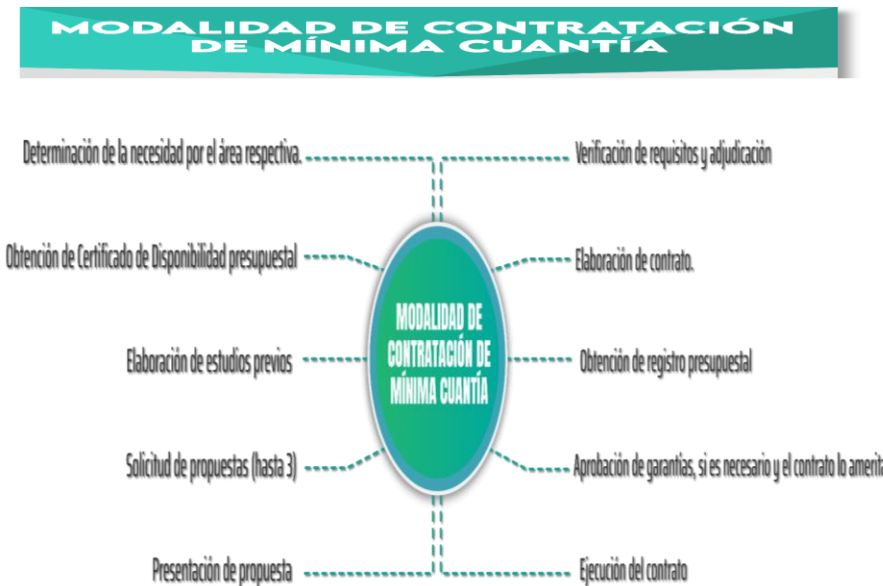 MODALIDAD DE CONTRATACIÓN
DE MÍNIMA CUANTÍA
Determinación de la necesidad por el área respectiva.
Obtención de Certificado de Disponibilidad presupuestal
Elaboración de estudios previos
Solicitud de propuestas (hasta 3)
Presentación de propuesta
MODALIDAD DE
CONTRATACIÓN DE
MÍNIMA CUANTÍA
Verificación de requisitos y adjudicación
Elaboración de contrato.
Obtención de registro presupuestal
Aprobación de garantías, si es necesario y el contrato lo amerita
Ejecución del contrato